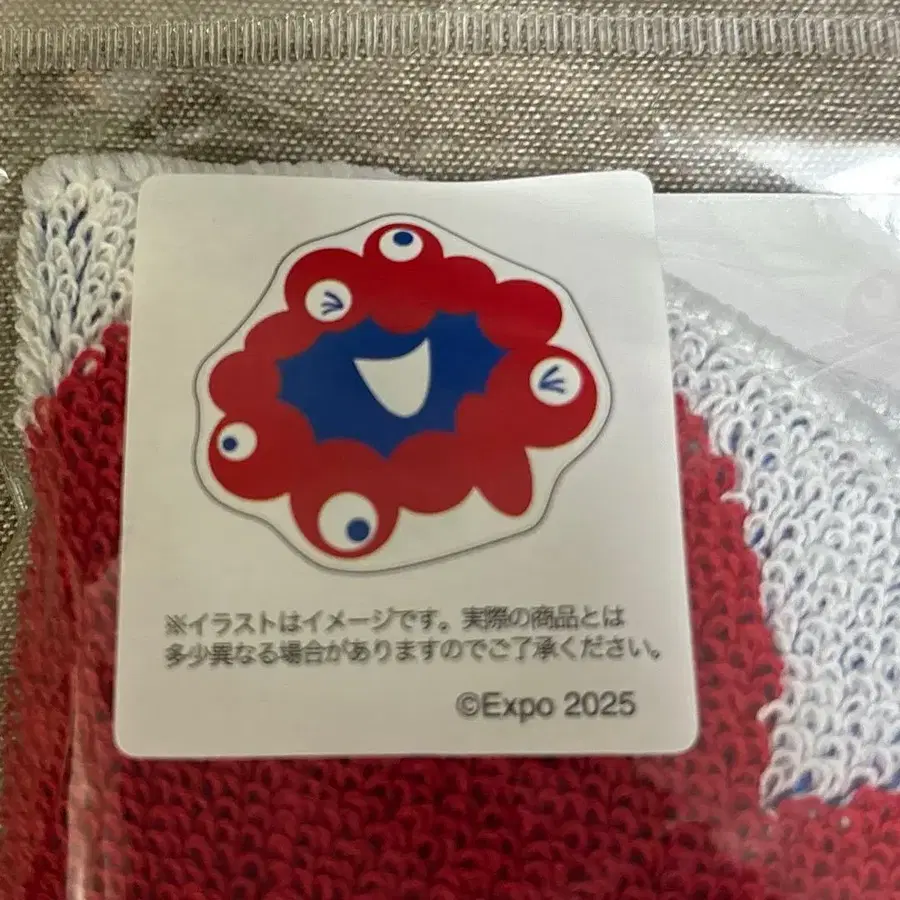 ※イラストはイメージです。実際の商品とは
多少異なる場合がありますのでご了承ください。
©Expo 2025